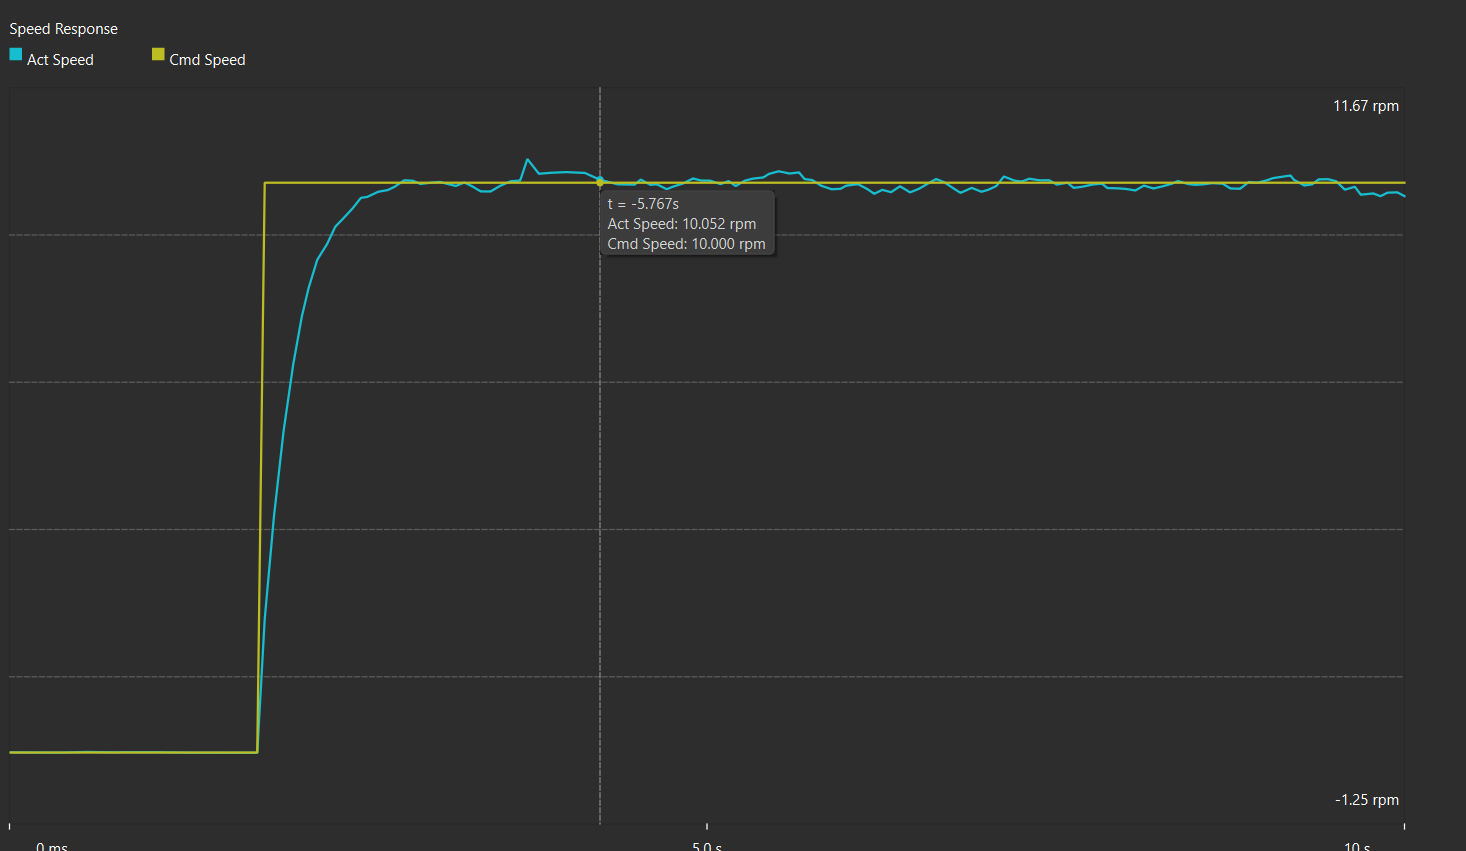 Speed Response
Act Speed
Cmd Speed
11.67 rpm
t = -5.767s
Act Speed: 10.052 rpm
Cmd Speed: 10.000 rpm
-1.25 rpm
0 ms
5.0 s
10 s